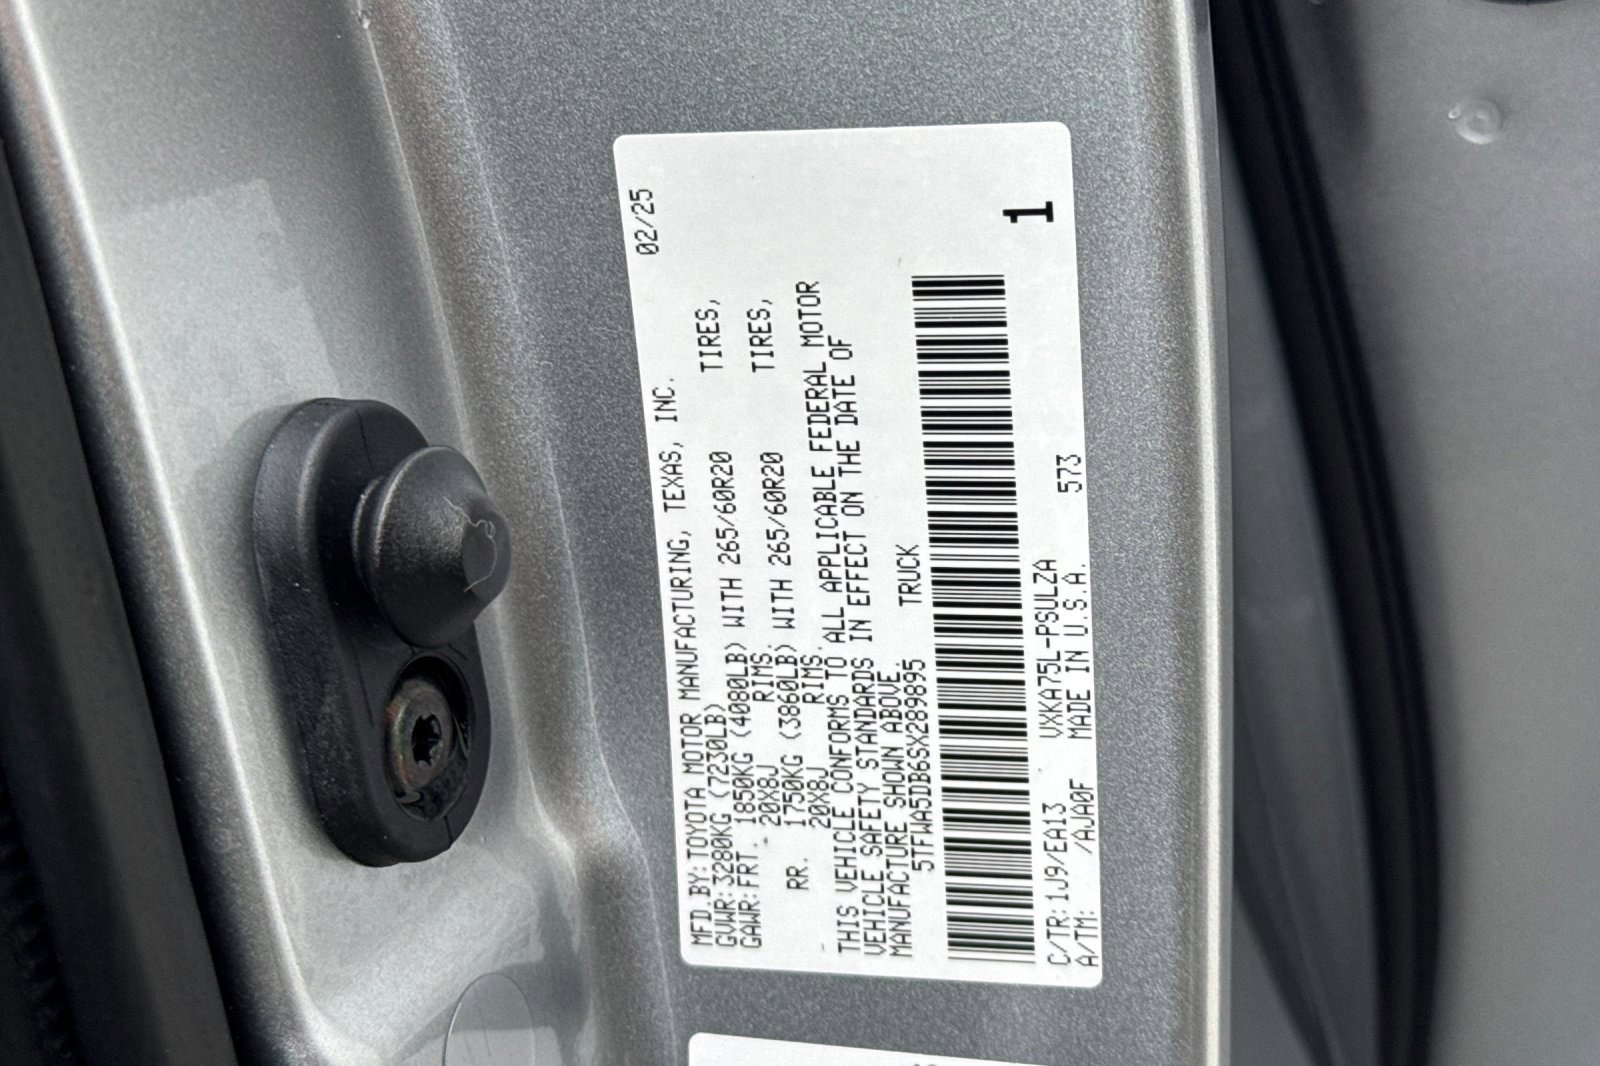 02/25
MFD.BY:TOYOTA MOTOR MANUFACTURING, TEXAS, INC.
GVWR:3280KG (7230LB)
GAWR:FRT. 1850KG (4080LB) WITH 265/60R20 TIRES,
20X8J RIMS.
RR. 1750KG (3860LB) WITH 265/60R20 TIRES,
20X8J RIMS.
THIS VEHICLE CONFORMS TO ALL APPLICABLE FEDERAL MOTOR
VEHICLE SAFETY STANDARDS IN EFFECT ON THE DATE OF
MANUFACTURE SHOWN ABOVE.
5TFWA5DB6SX289895 TRUCK
1
C/TR:1J9/EA13 VXKA75L-PSULZA
A/TM: /AJA0F MADE IN U.S.A. 573